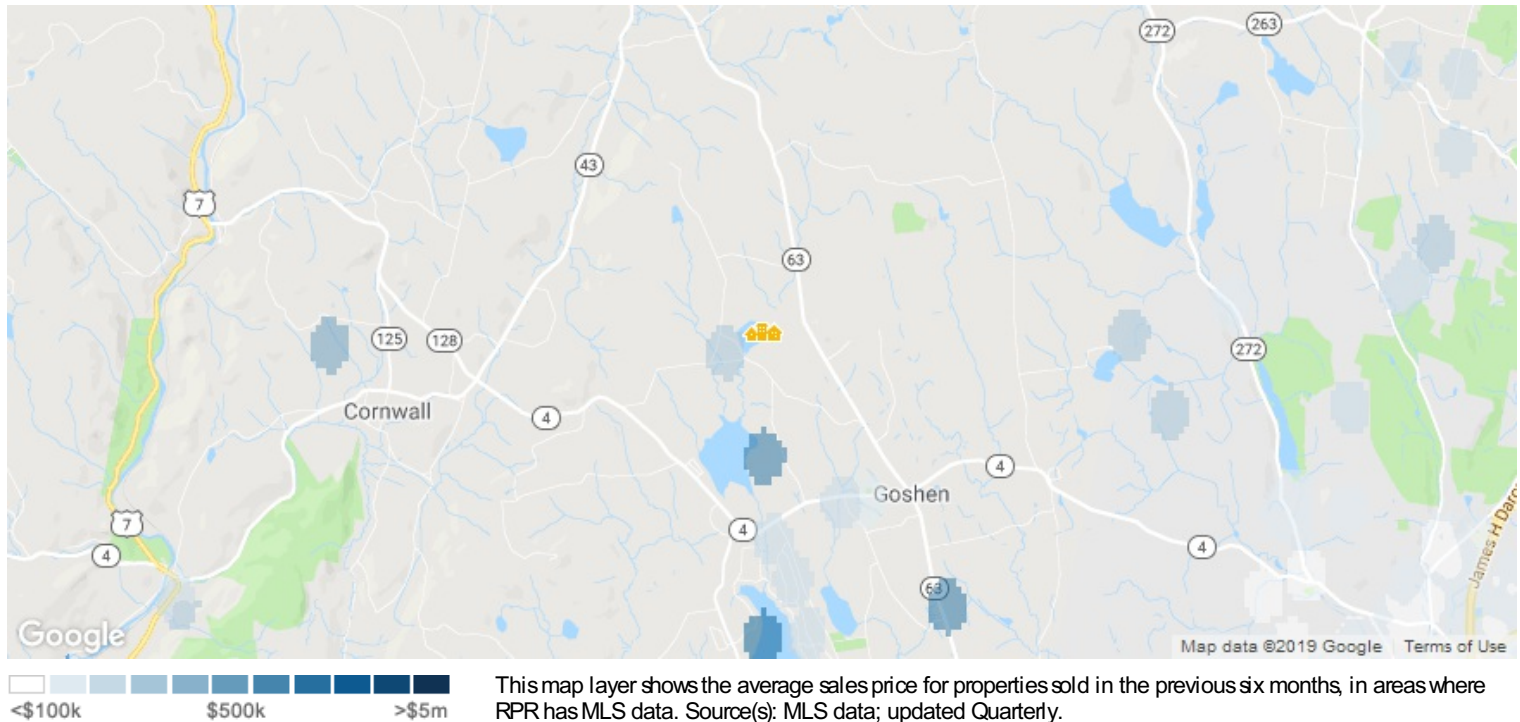 272
263
43
7
63
125
128
272
Cornwall
4
4
Goshen
7
4
4
4
63
James H Darc
Google
Map data ©2019 Google
Terms of Use
<$100k
$500k
>$5m
This map layer shows the average sales price for properties sold in the previous six months, in areas where
RPR has MLS data. Source(s): MLS data; updated Quarterly.